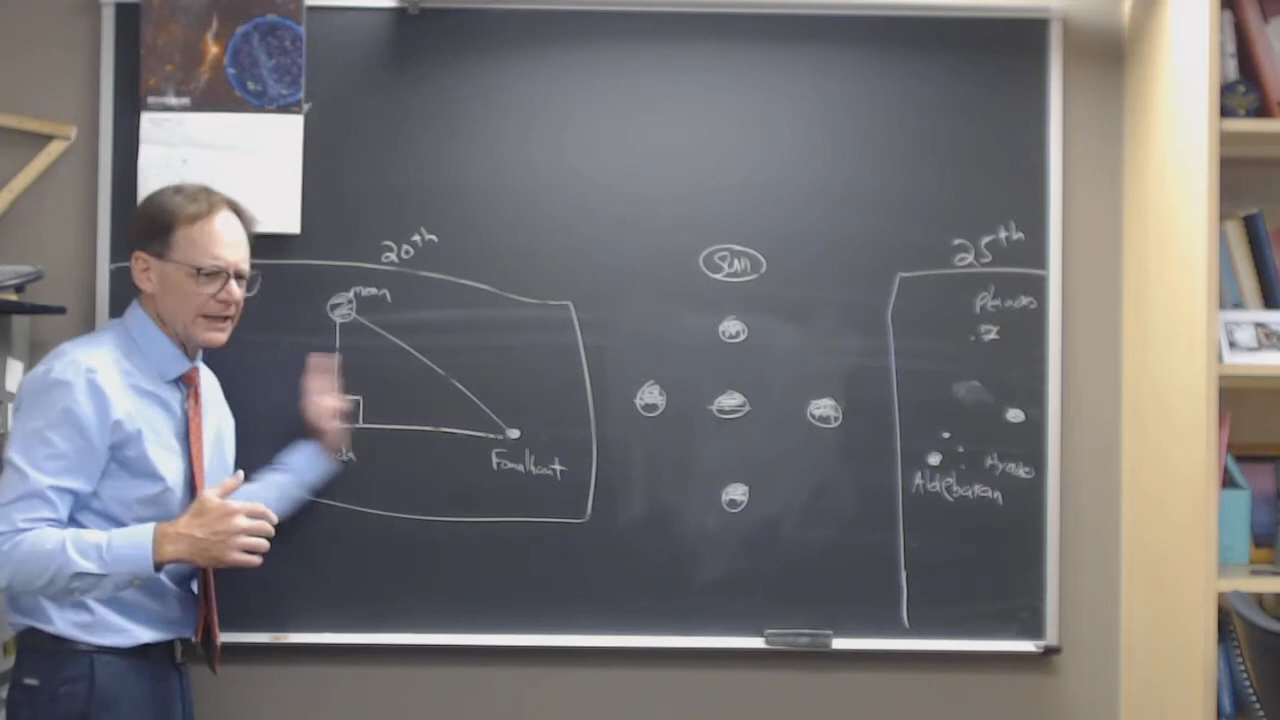 20th
moon
Fomalhaut
Sun
25th
Pleiades
Hyades
Aldebaran